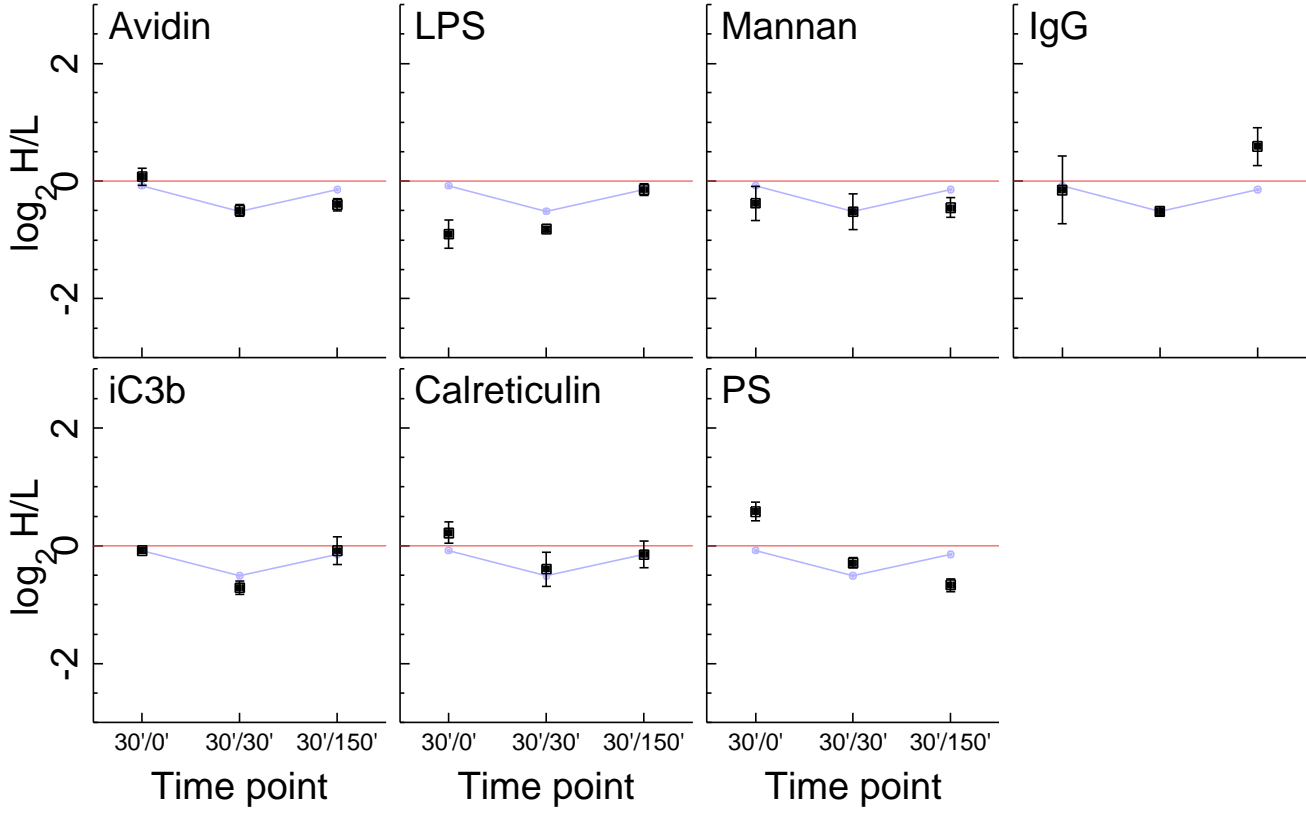 Avidin LPS Mannan IgG
2
0
-2
log2 H/L
iC3b Calreticulin PS
2
0
-2
log2 H/L
30'/0' 30'/30' 30'/150' 30'/0' 30'/30' 30'/150' 30'/0' 30'/30' 30'/150'
Time point Time point Time point